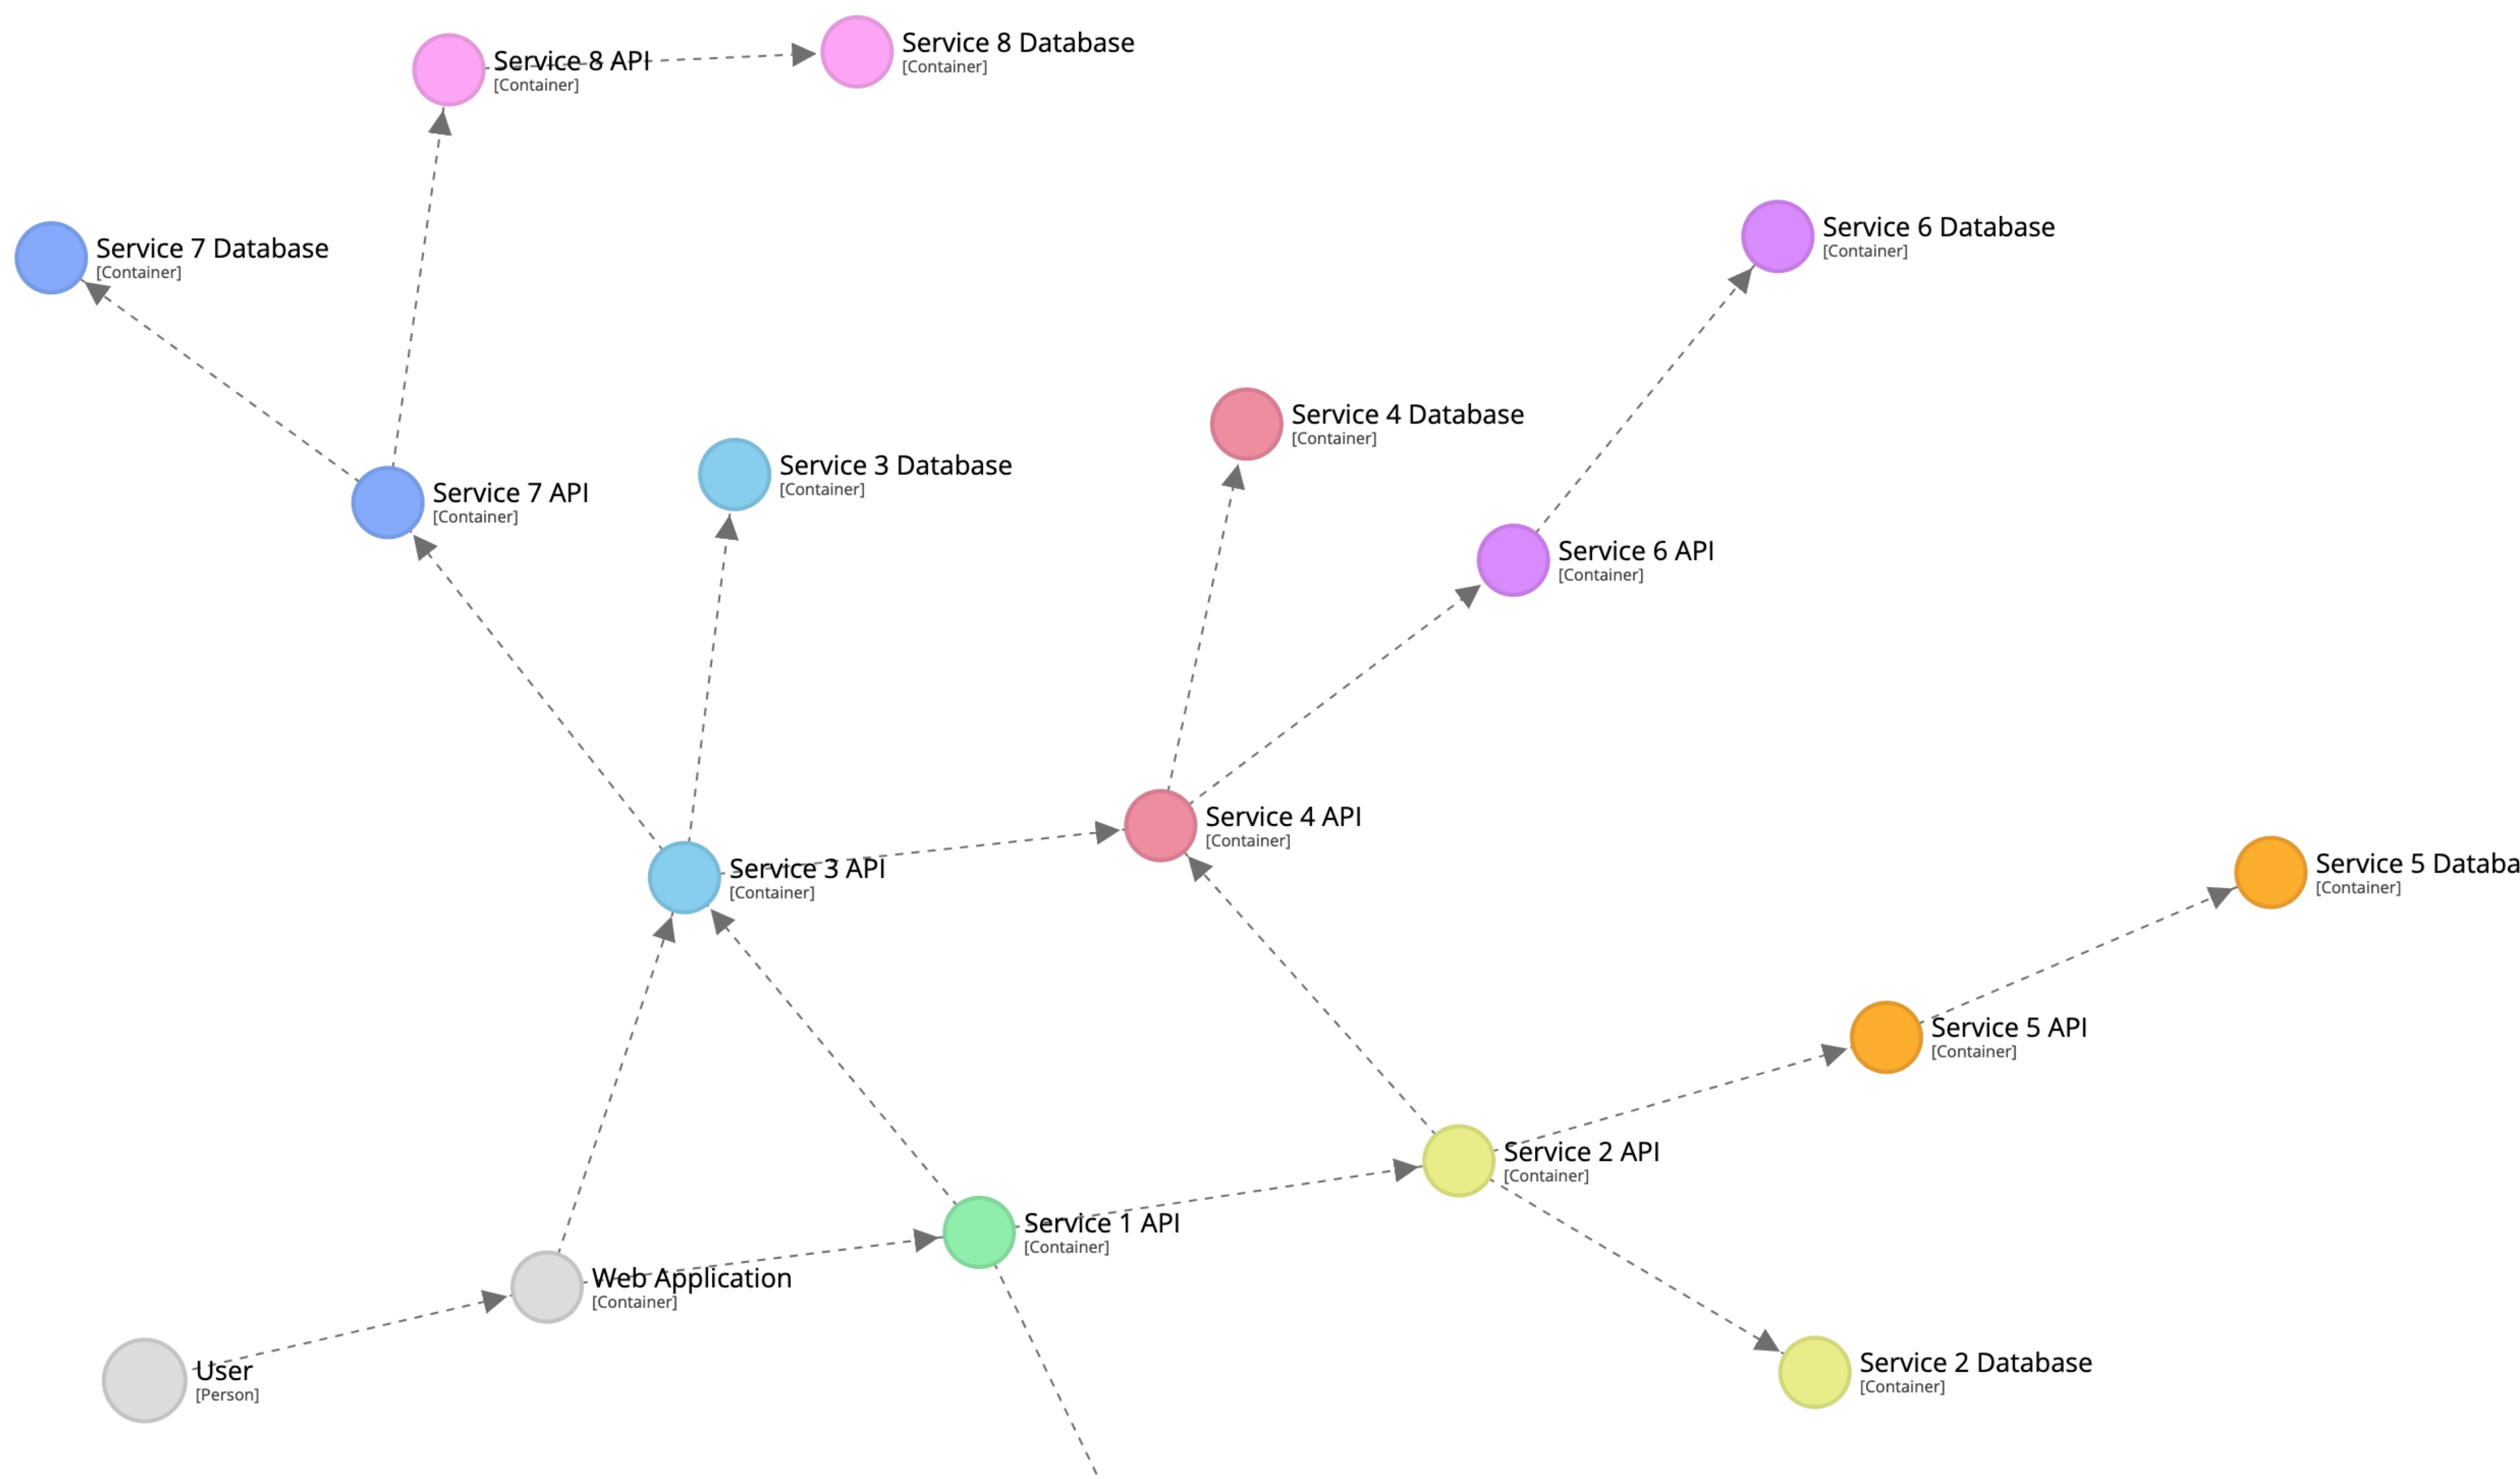 Service 8 API
[Container]
Service 8 Database
[Container]
Service 7 Database
[Container]
Service 6 Database
[Container]
Service 4 Database
[Container]
Service 3 Database
[Container]
Service 7 API
[Container]
Service 6 API
[Container]
Service 4 API
[Container]
Service 3 API
[Container]
Service 5 Databa
[Container]
Service 5 API
[Container]
Service 2 API
[Container]
Service 1 API
[Container]
Web Application
[Container]
User
[Person]
Service 2 Database
[Container]